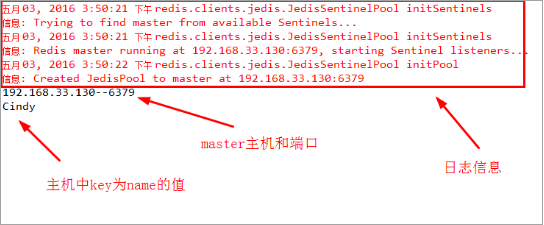 五月03, 2016 3:50:21 下午 redis.clients.jedis.JedisSentinelPool initSentinels
信息: Trying to find master from available Sentinels...
五月03, 2016 3:50:21 下午 redis.clients.jedis.JedisSentinelPool initSentinels
信息: Redis master running at 192.168.33.130:6379, starting Sentinel listeners...
五月03, 2016 3:50:22 下午 redis.clients.jedis.JedisSentinelPool initPool
信息: Created JedisPool to master at 192.168.33.130:6379
192.168.33.130--6379
Cindy
master主机和端口
日志信息
主机中key为name的值